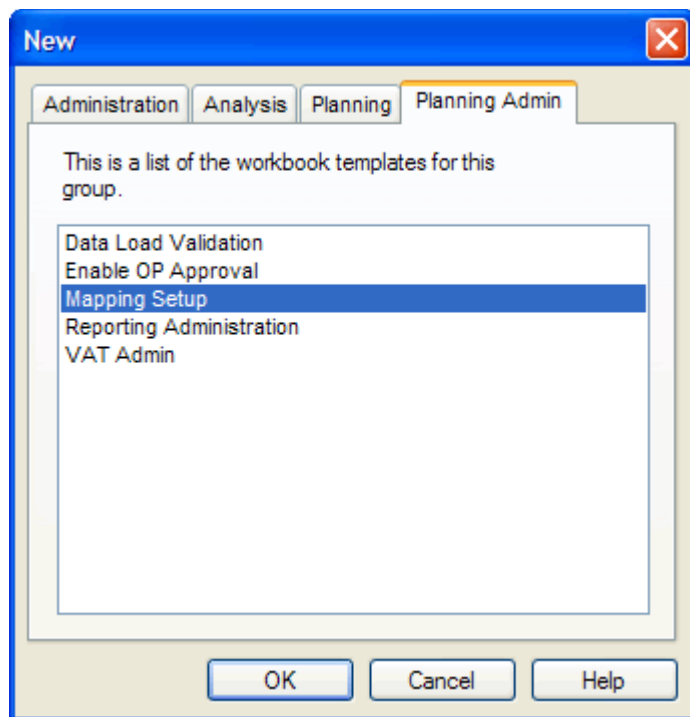 New
Administration Analysis Planning Planning Admin
This is a list of the workbook templates for this
group.
Data Load Validation
Enable OP Approval
Mapping Setup
Reporting Administration
VAT Admin
OK Cancel Help